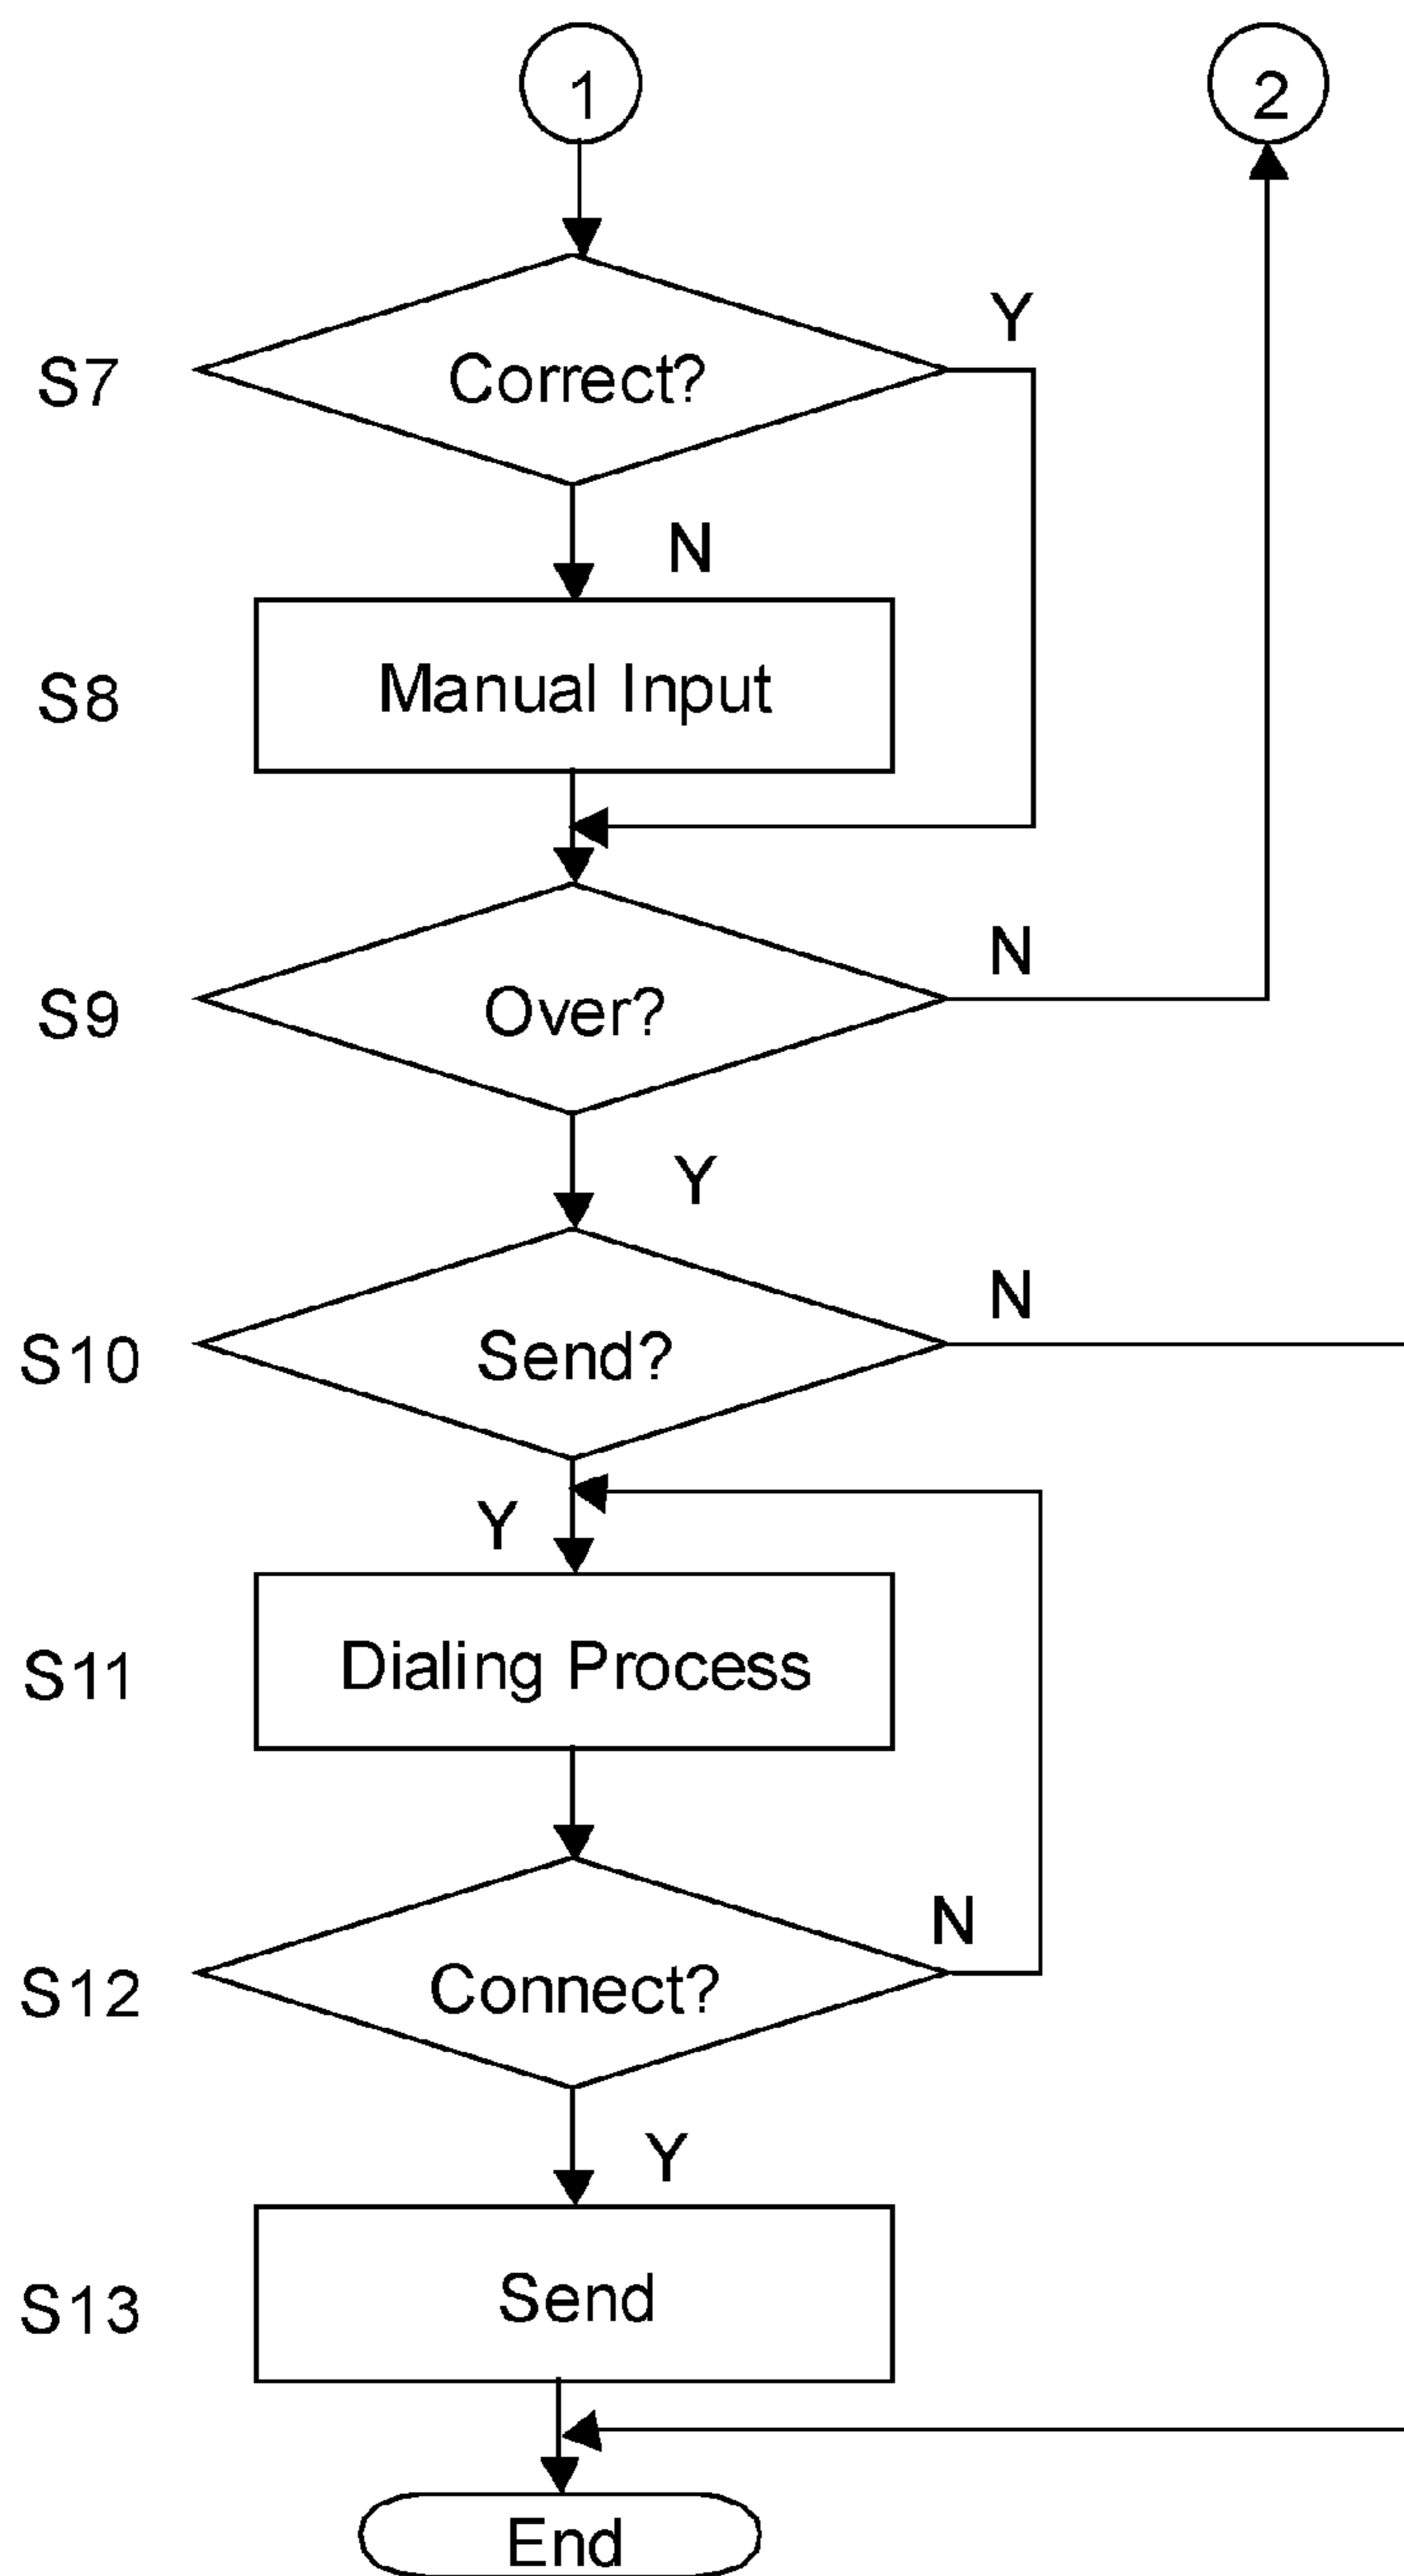 1
2
Y
S7
Correct?
N
S8
Manual Input
N
S9
Over?
Y
N
S10
Send?
Y
S11
Dialing Process
N
S12
Connect?
Y
S13
Send
End